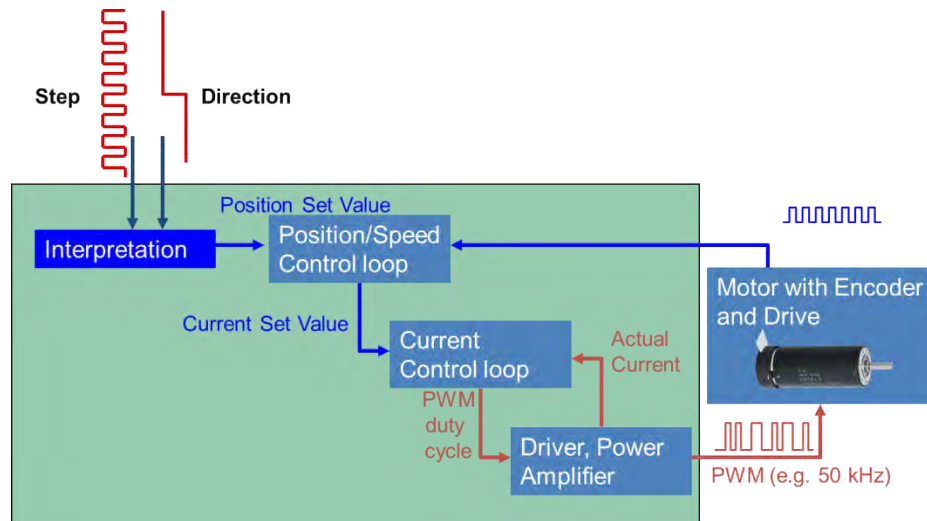 Step
Direction
Position Set Value
Interpretation
Position/Speed
Control loop
Motor with Encoder
and Drive
Current Set Value
Current
Control loop
Actual
Current
PWM
duty
cycle
Driver, Power
Amplifier
PWM (e.g. 50 kHz)